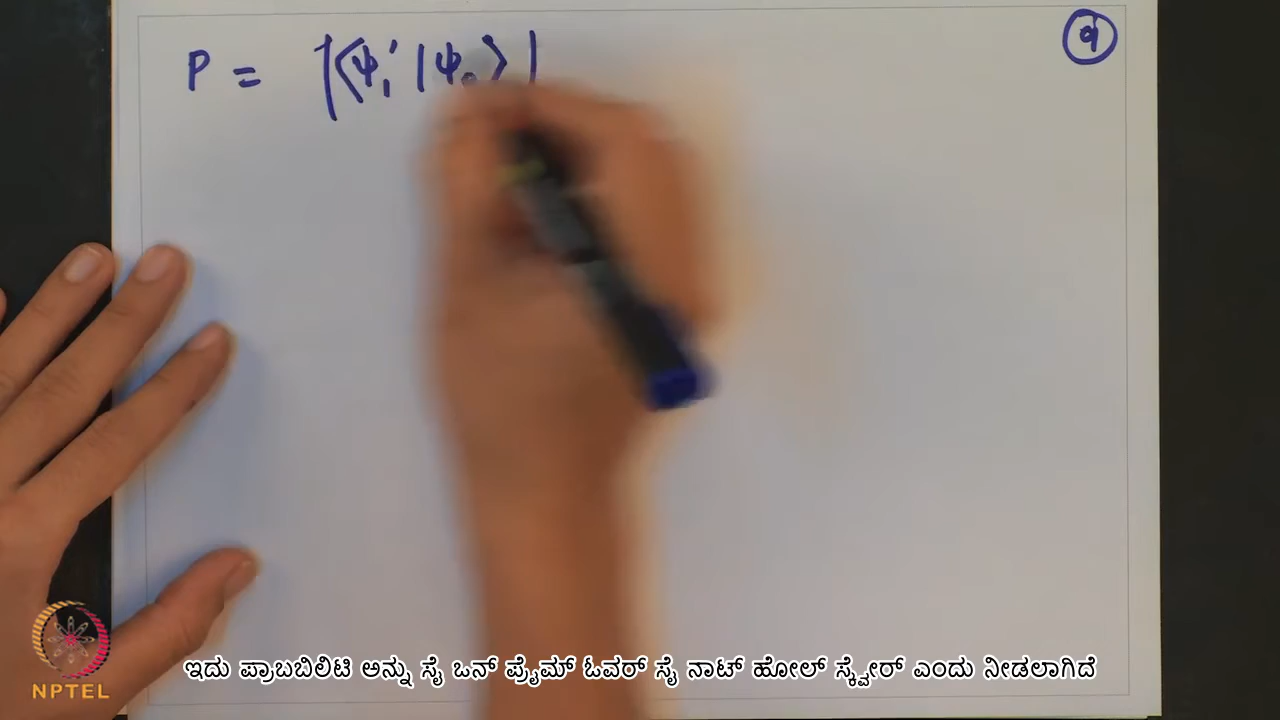 9
P = |⟨ψ₁′|ψ₀⟩|
ಇದು ಪ್ರಾಬಬಿಲಿಟಿ ಅನ್ನು ಸೈ ಒನ್ ಪ್ರೈಮ್ ಓವರ್ ಸೈ ನಾಟ್ ಹೋಲ್ ಸ್ಕ್ವೇರ್ ಎಂದು ನೀಡಲಾಗಿದೆ
NPTEL